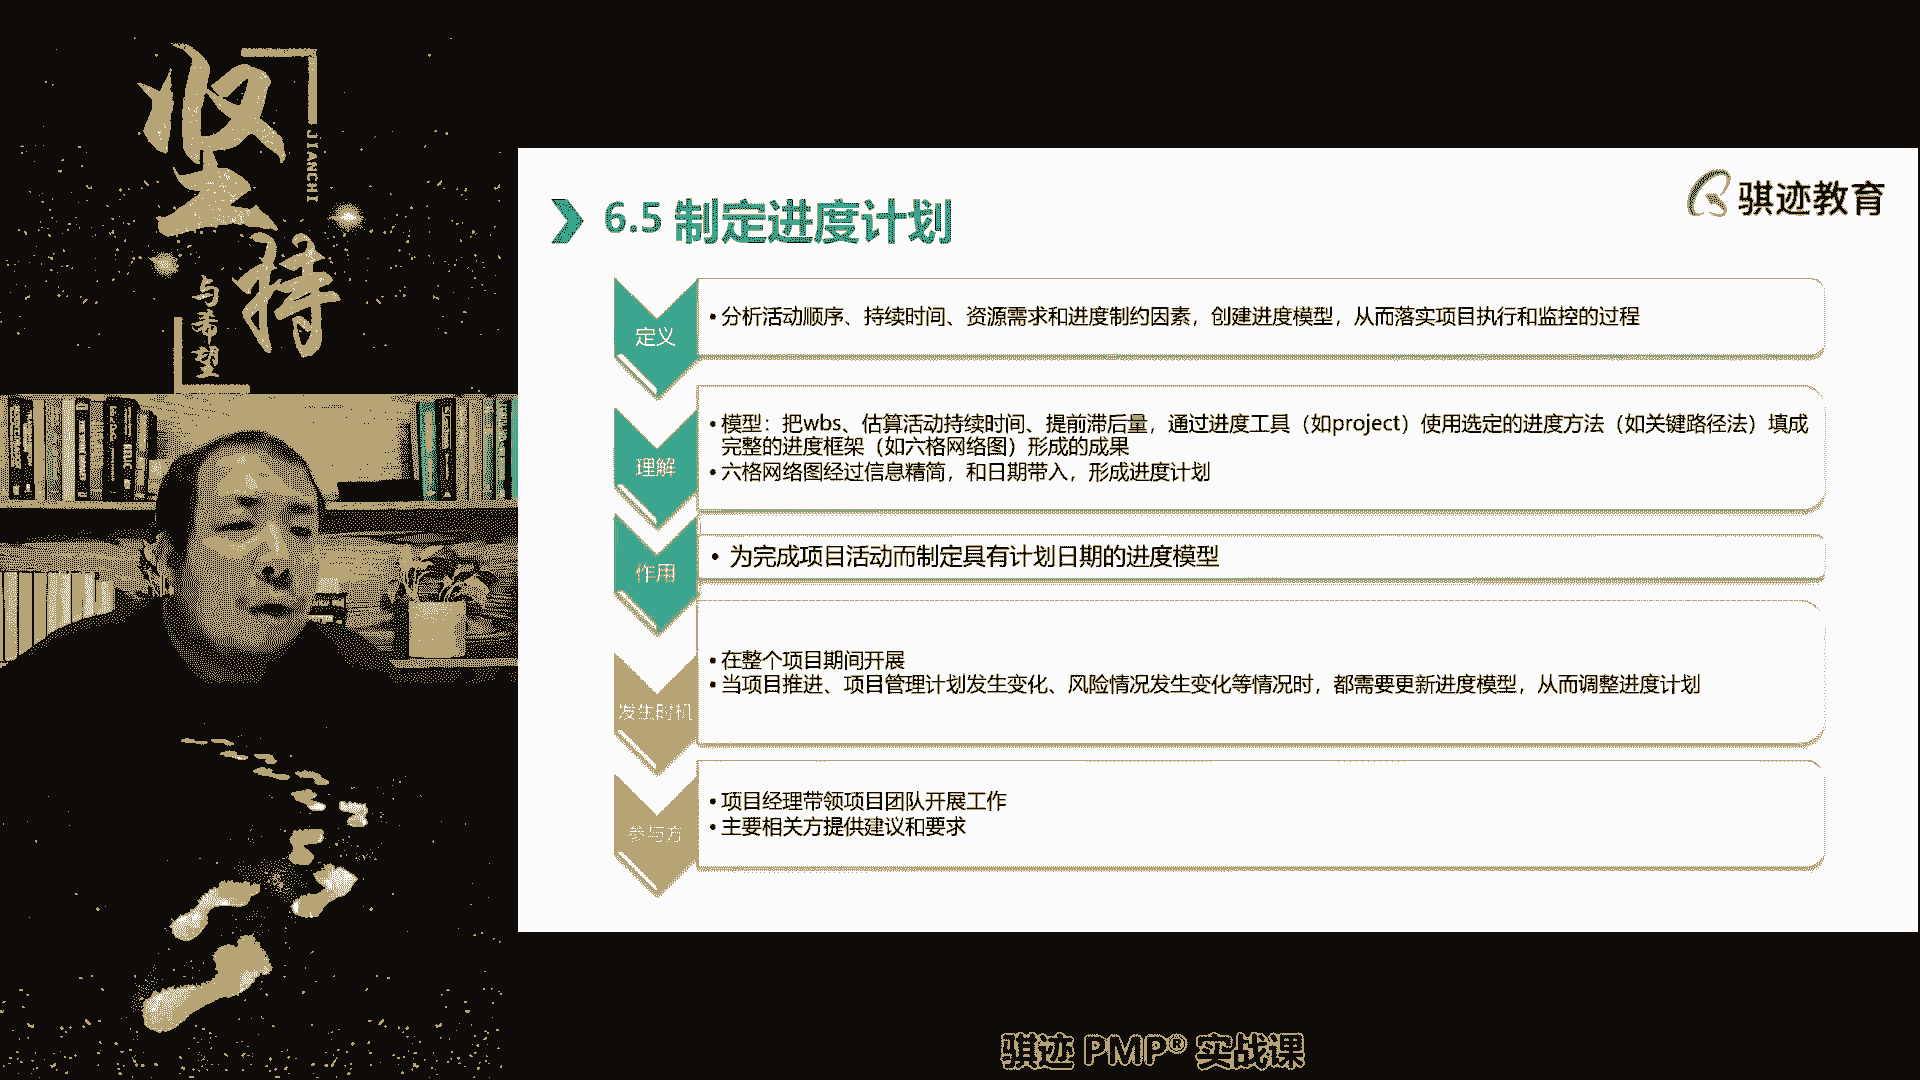 坚持
JIANCHI
与希望
骐迹教育
6.5 制定进度计划
定义
•分析活动顺序、持续时间、资源需求和进度制约因素，创建进度模型，从而落实项目执行和监控的过程
理解
•模型：把wbs、估算活动持续时间、提前滞后量，通过进度工具（如project）使用选定的进度方法（如关键路径法）填成
完整的进度框架（如六格网络图）形成的成果
•六格网络图经过信息精简，和日期带入，形成进度计划
作用
• 为完成项目活动而制定具有计划日期的进度模型
发生时机
•在整个项目期间开展
•当项目推进、项目管理计划发生变化、风险情况发生变化等情况时，都需要更新进度模型，从而调整进度计划
参与方
•项目经理带领项目团队开展工作
•主要相关方提供建议和要求
骐迹 PMP® 实战课